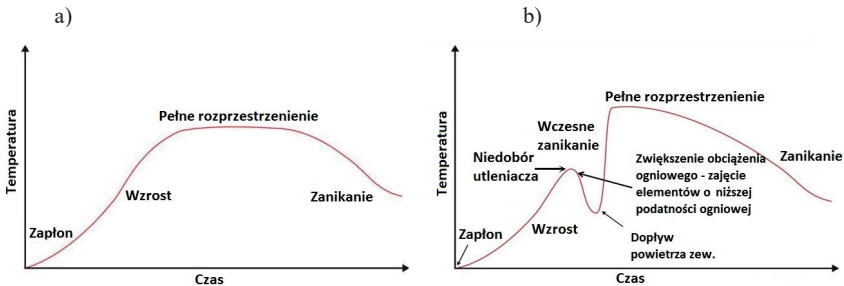 a)
Temperatura
Pełne rozprzestrzenienie
Wzrost
Zanikanie
Zapłon
Czas
b)
Temperatura
Pełne rozprzestrzenienie
Wczesne
zanikanie
Niedobór
utleniacza
Zwiększenie obciążenia
ogniowego - zajęcie
elementów o niższej
podatności ogniowej
Zanikanie
Zapłon
Wzrost
Dopływ
powietrza zew.
Czas